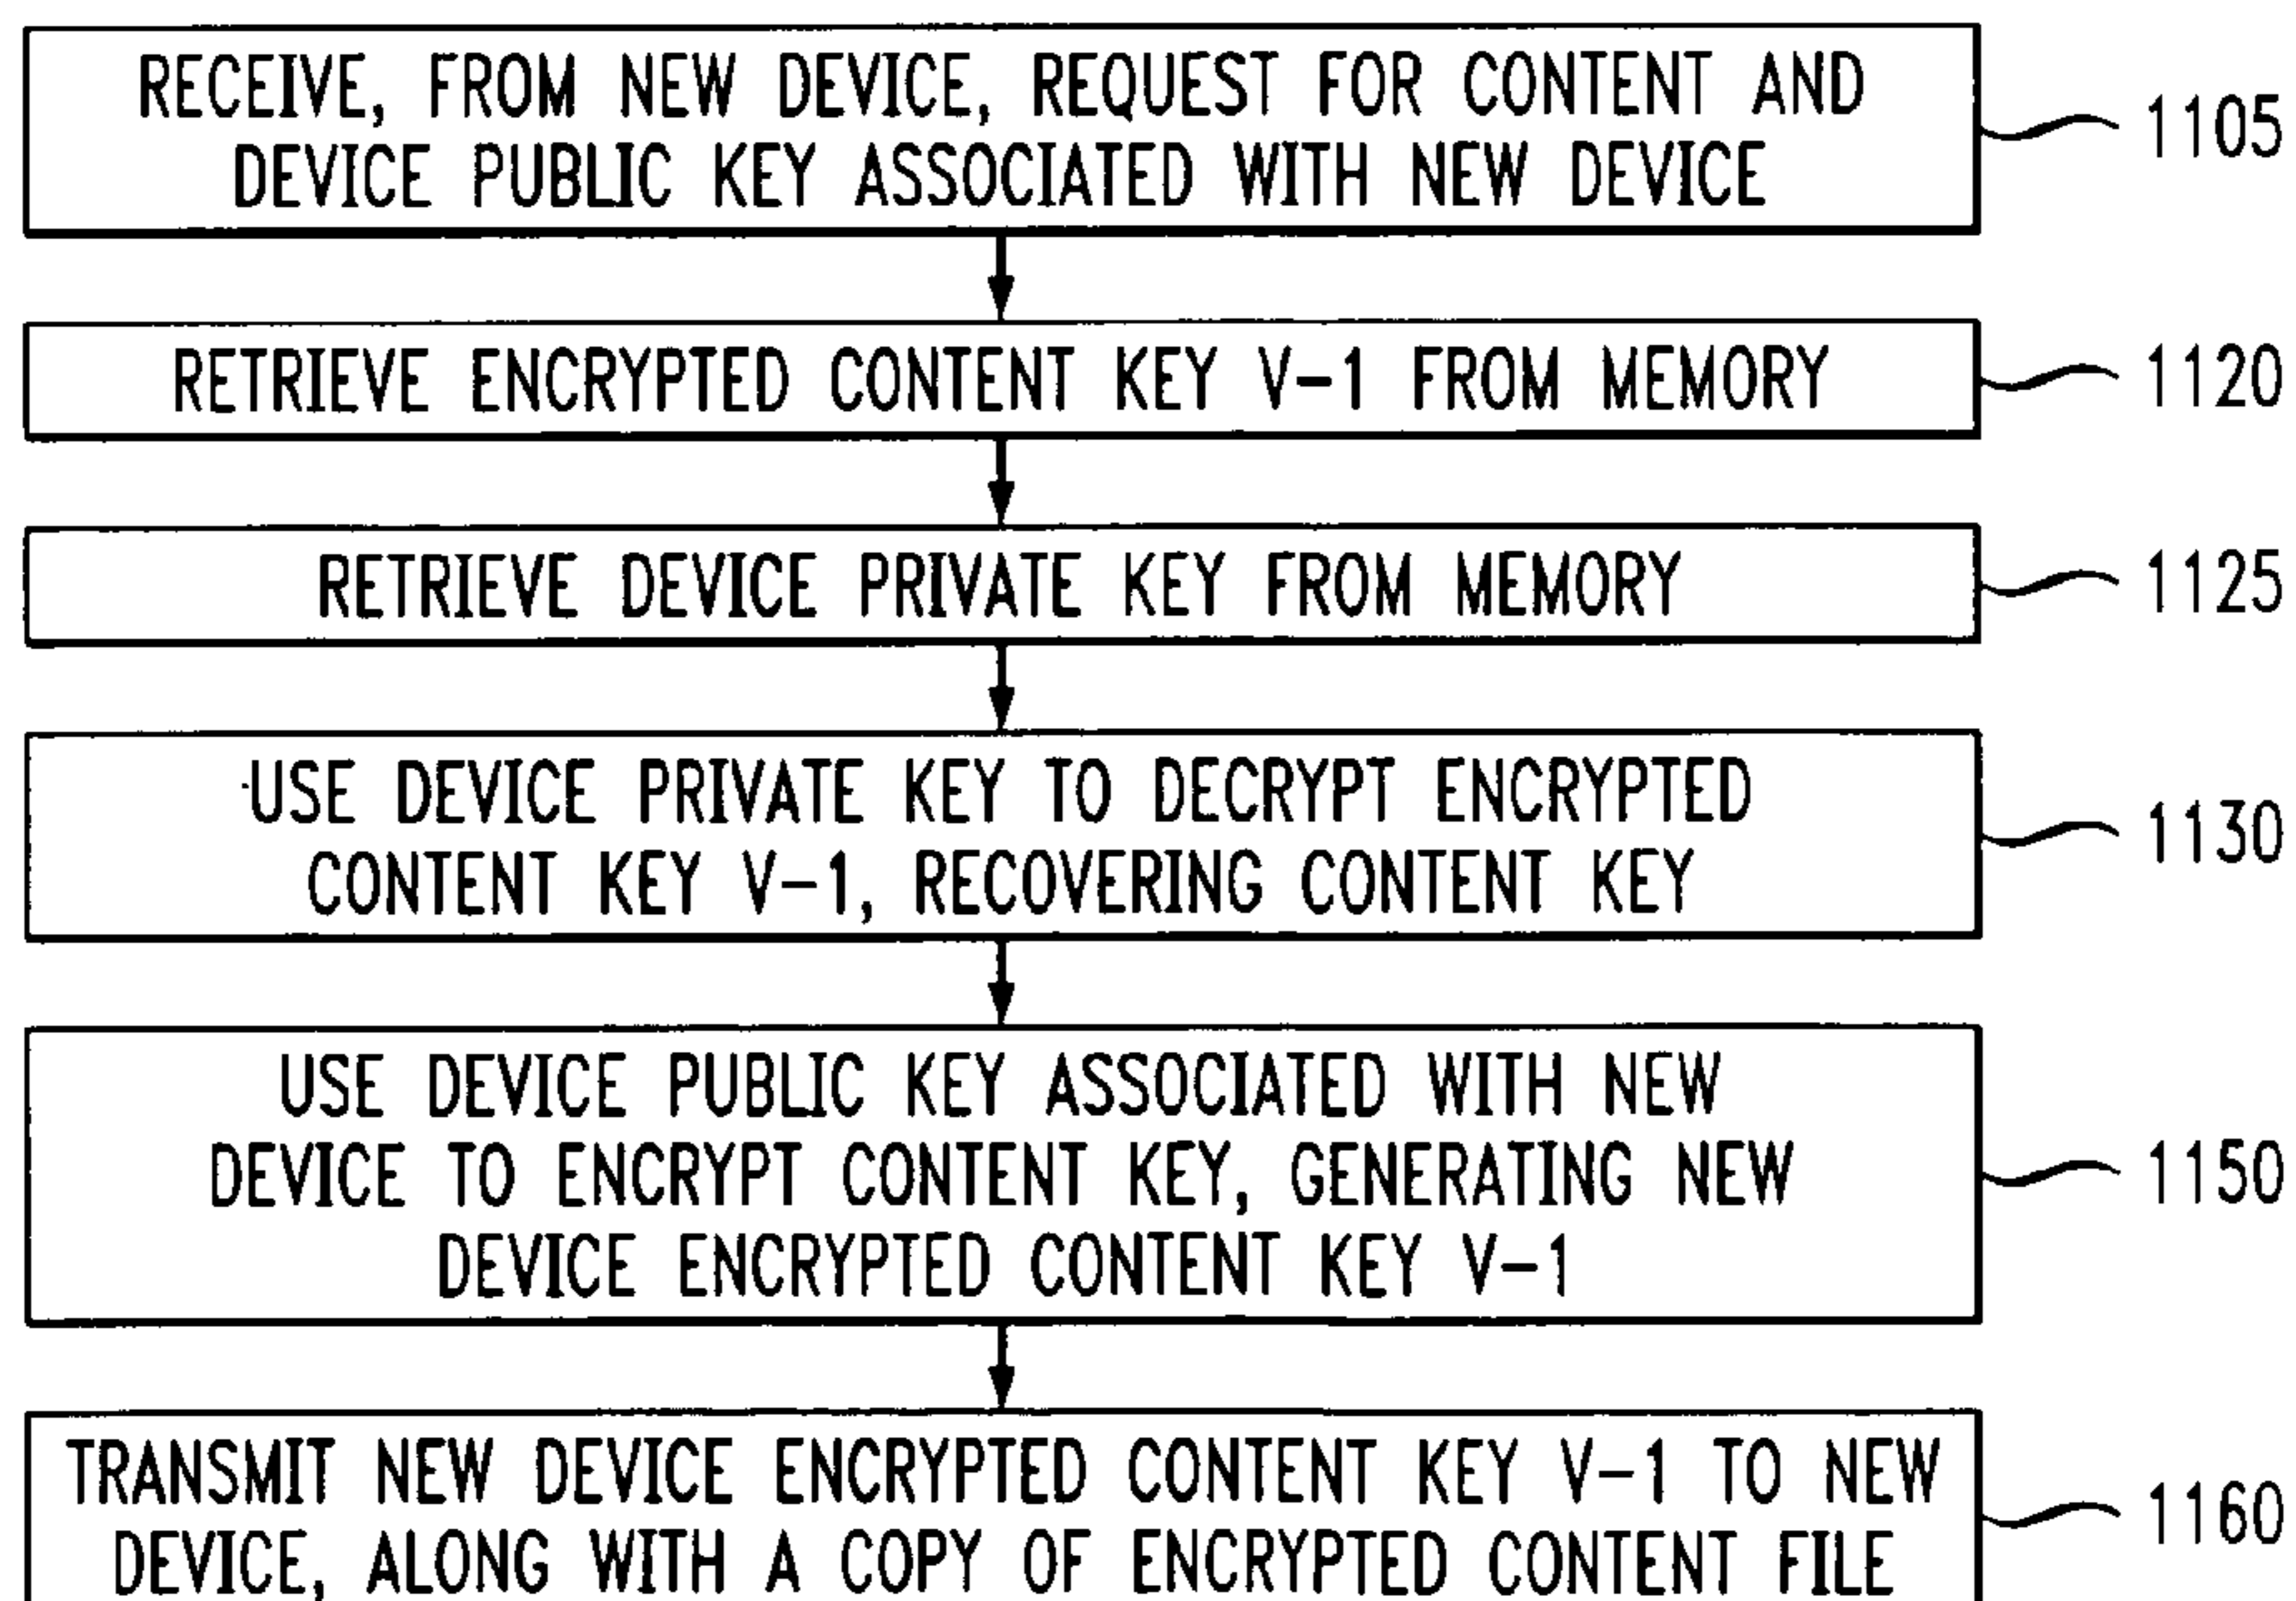 RECEIVE, FROM NEW DEVICE, REQUEST FOR CONTENT AND
DEVICE PUBLIC KEY ASSOCIATED WITH NEW DEVICE
1105
RETRIEVE ENCRYPTED CONTENT KEY V-1 FROM MEMORY
1120
RETRIEVE DEVICE PRIVATE KEY FROM MEMORY
1125
USE DEVICE PRIVATE KEY TO DECRYPT ENCRYPTED
CONTENT KEY V-1, RECOVERING CONTENT KEY
1130
USE DEVICE PUBLIC KEY ASSOCIATED WITH NEW
DEVICE TO ENCRYPT CONTENT KEY, GENERATING NEW
DEVICE ENCRYPTED CONTENT KEY V-1
1150
TRANSMIT NEW DEVICE ENCRYPTED CONTENT KEY V-1 TO NEW
DEVICE, ALONG WITH A COPY OF ENCRYPTED CONTENT FILE
1160